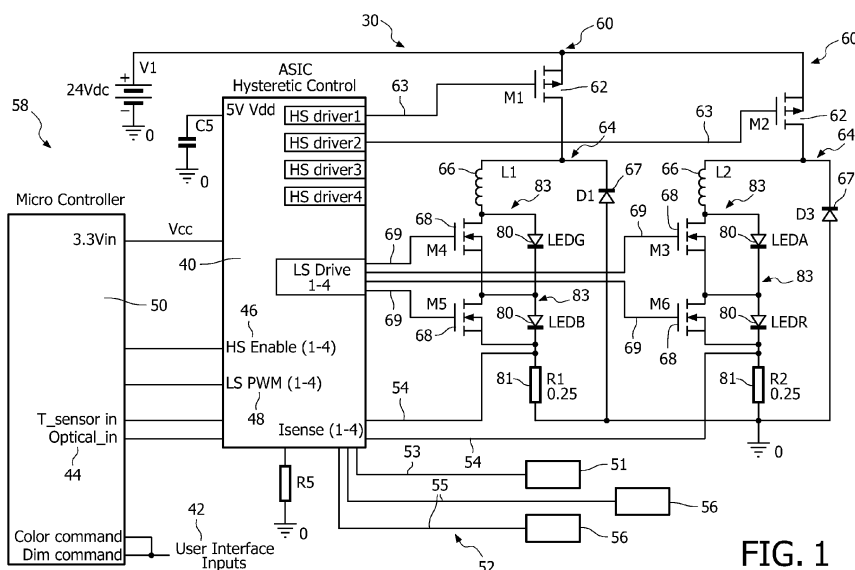 30
60
60
ASIC
Hysteretic Control
V1
24Vdc
+
−
0
58
C5
0
5V Vdd
HS driver1
HS driver2
HS driver3
HS driver4
63
M1
62
63
M2
62
64
64
Micro Controller
3.3Vin
Vcc
40
50
66
L1
83
67
D1
68
69
M4
80
LEDG
66
L2
83
67
D3
68
69
M3
80
LEDA
LS Drive
1-4
69
M5
68
83
80
LEDB
69
M6
68
83
80
LEDR
46
HS Enable (1-4)
LS PWM (1-4)
48
54
81
R1
0.25
81
R2
0.25
T_sensor in
Optical_in
44
Isense (1-4)
54
0
53
51
R5
0
55
56
56
52
Color command
Dim command
42
User Interface
Inputs
FIG. 1